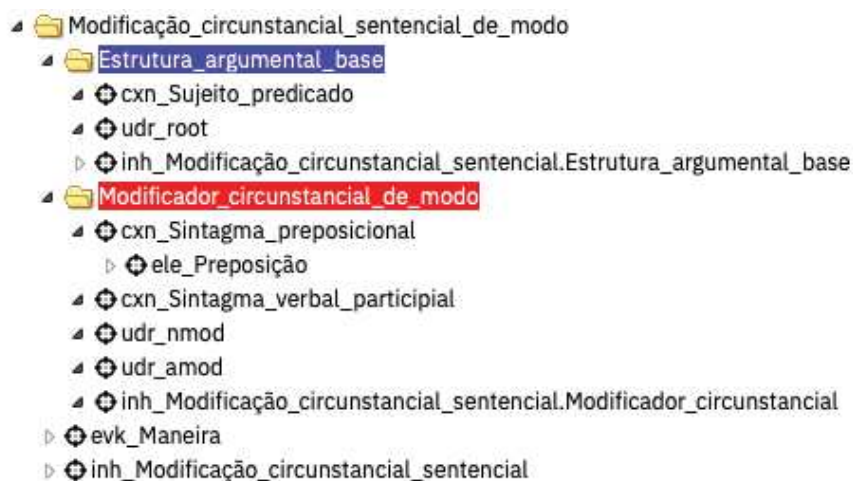 Modificação_circunstancial_sentencial_de_modo
Estrutura_argumental_base
cxn_Sujeito_predicado
udr_root
inh_Modificação_circunstancial_sentencial.Estrutura_argumental_base
Modificador_circunstancial_de_modo
cxn_Sintagma_preposicional
ele_Preposição
cxn_Sintagma_verbal_participial
udr_nmod
udr_amod
inh_Modificação_circunstancial_sentencial.Modificador_circunstancial
evk_Maneira
inh_Modificação_circunstancial_sentencial